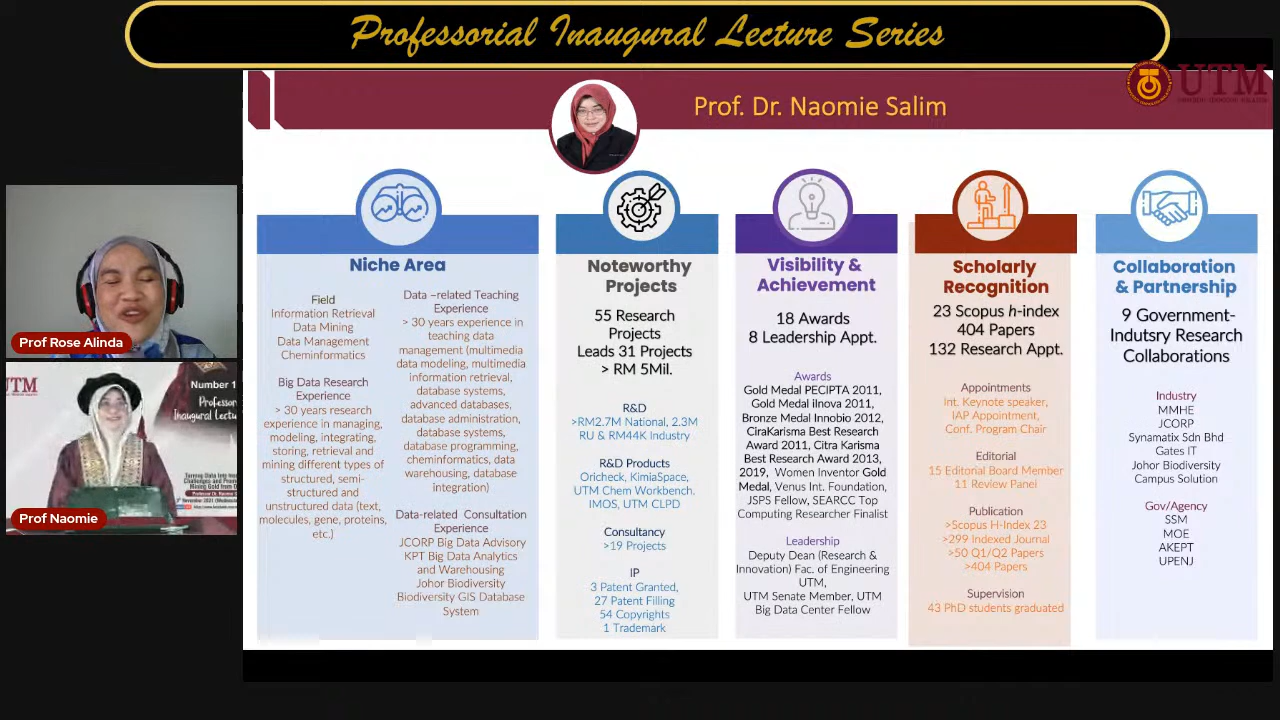 Professorial Inaugural Lecture Series
UTM
Prof. Dr. Naomie Salim
Prof Rose Alinda
UTM
Number 1
Professor
Inaugural Lectu
Prof Naomie
Niche Area
Field
Information Retrieval
Data Mining
Data Management
Cheminformatics
Big Data Research
Experience
> 30 years research
experience in managing,
modeling, integrating,
storing, retrieval and
mining different types of
structured, semi-
structured and
unstructured data (text,
molecules, gene, proteins,
etc.)
Data –related Teaching
Experience
> 30 years experience in
teaching data
management (multimedia
data modeling, multimedia
information retrieval,
database systems,
advanced databases,
database administration,
database systems,
database programming,
cheminformatics, data
warehousing, database
integration)
Data-related Consultation
Experience
JCORP Big Data Advisory
KPT Big Data Analytics
and Warehousing
Johor Biodiversity
Biodiversity GIS Database
System
Noteworthy
Projects
55 Research
Projects
Leads 31 Projects
> RM 5Mil.
R&D
>RM2.7M National, 2.3M
RU & RM44K Industry
R&D Products
Oricheck, KimiaSpace,
UTM Chem Workbench.
IMOS, UTM CLPD
Consultancy
>19 Projects
IP
3 Patent Granted,
27 Patent Filling
54 Copyrights
1 Trademark
Visibility &
Achievement
18 Awards
8 Leadership Appt.
Awards
Gold Medal PECIPTA 2011,
Gold Medal iInova 2011,
Bronze Medal Innobio 2012,
CiraKarisma Best Research
Award 2011, Citra Karisma
Best Research Award 2013,
2019, Women Inventor Gold
Medal, Venus Int. Foundation,
JSPS Fellow, SEARCC Top
Computing Researcher Finalist
Leadership
Deputy Dean (Research &
Innovation) Fac. of Engineering
UTM,
UTM Senate Member, UTM
Big Data Center Fellow
Scholarly
Recognition
23 Scopus h-index
404 Papers
132 Research Appt.
Appointments
Int. Keynote speaker,
IAP Appointment,
Conf. Program Chair
Editorial
15 Editorial Board Member
11 Review Panel
Publication
>Scopus H-Index 23
>299 Indexed Journal
>50 Q1/Q2 Papers
>404 Papers
Supervision
43 PhD students graduated
Collaboration
& Partnership
9 Government-
Indutsry Research
Collaborations
Industry
MMHE
JCORP
Synamatix Sdn Bhd
Gates IT
Johor Biodiversity
Campus Solution
Gov/Agency
SSM
MOE
AKEPT
UPENJ